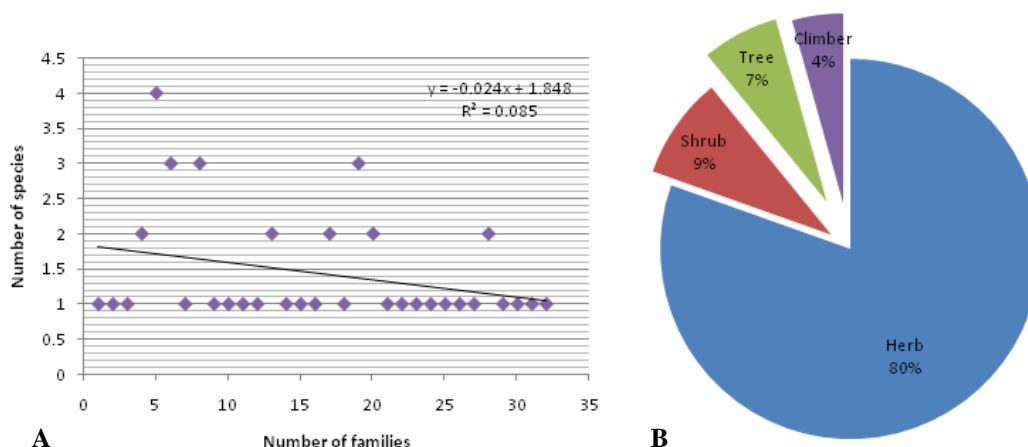 4.5
4
3.5
3
2.5
2
1.5
1
0.5
0
Number of species
y = -0.024x + 1.848
R² = 0.085
0 5 10 15 20 25 30 35
Number of families
A
Climber
4%
Tree
7%
Shrub
9%
Herb
80%
B